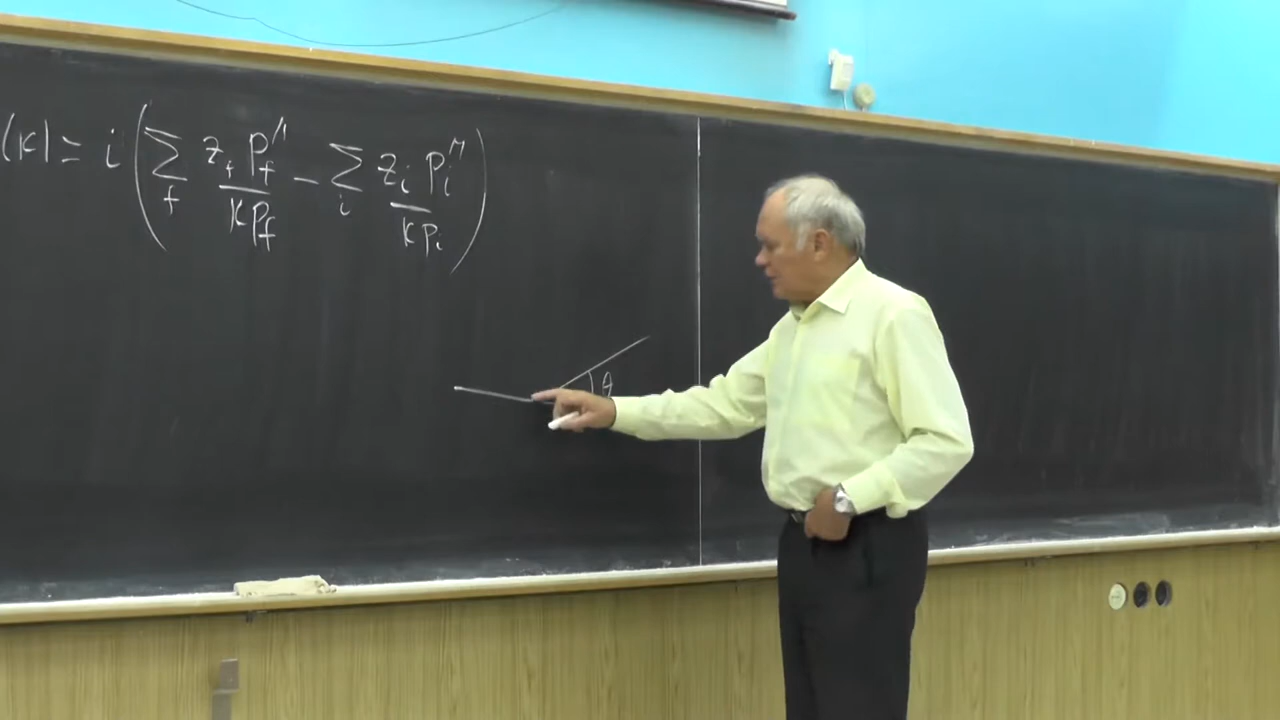 (k) = i ( ∑_f z_f p_f^μ / k p_f − ∑_i z_i p_i^μ / k p_i )
θ